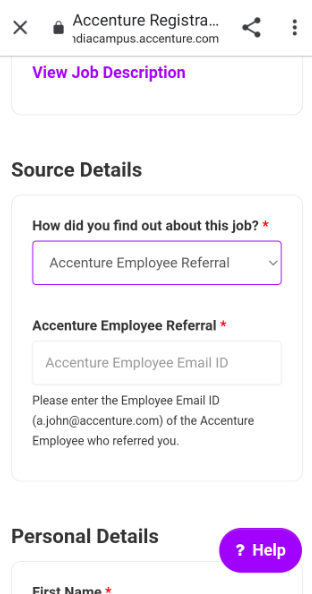 Accenture Registra...
ndiacampus.accenture.com
View Job Description
Source Details
How did you find out about this job? *
Accenture Employee Referral
Accenture Employee Referral *
Accenture Employee Email ID
Please enter the Employee Email ID
(a.john@accenture.com) of the Accenture
Employee who referred you.
Personal Details
? Help
First Name *